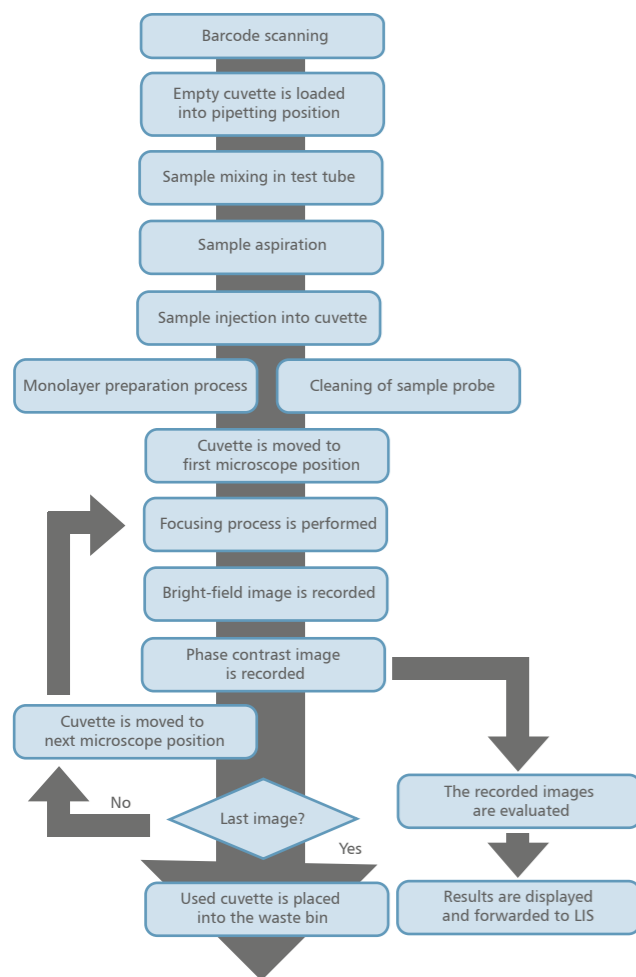 Barcode scanning
Empty cuvette is loaded
into pipetting position
Sample mixing in test tube
Sample aspiration
Sample injection into cuvette
Monolayer preparation process
Cleaning of sample probe
Cuvette is moved to
first microscope position
Focusing process is performed
Bright-field image is recorded
Phase contrast image
is recorded
Cuvette is moved to
next microscope position
No
Last image?
Yes
The recorded images
are evaluated
Used cuvette is placed
into the waste bin
Results are displayed
and forwarded to LIS